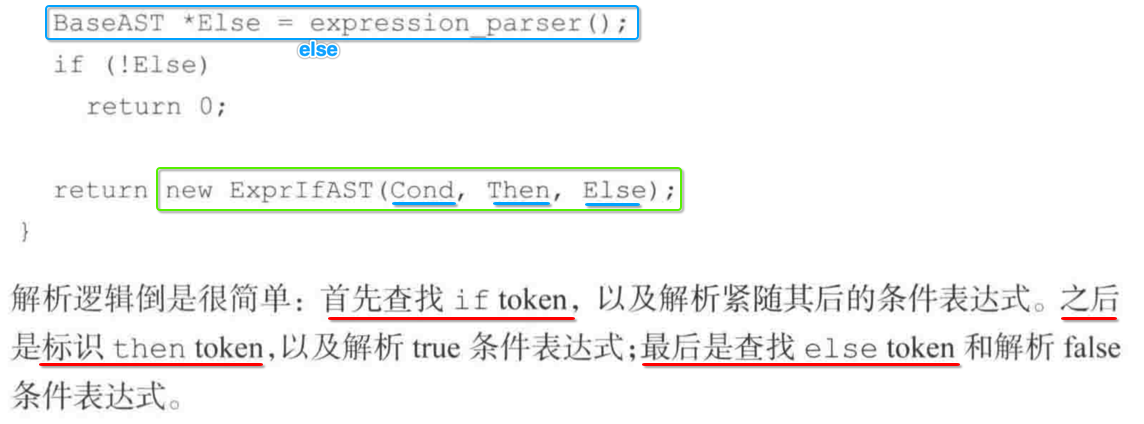 BaseAST *Else = expression_parser();
else
if (!Else)
return 0;
return new ExprIfAST(Cond, Then, Else);
}
解析逻辑倒是很简单：首先查找 if token，以及解析紧随其后的条件表达式。之后
是标识 then token,以及解析 true 条件表达式;最后是查找 else token 和解析 false
条件表达式。